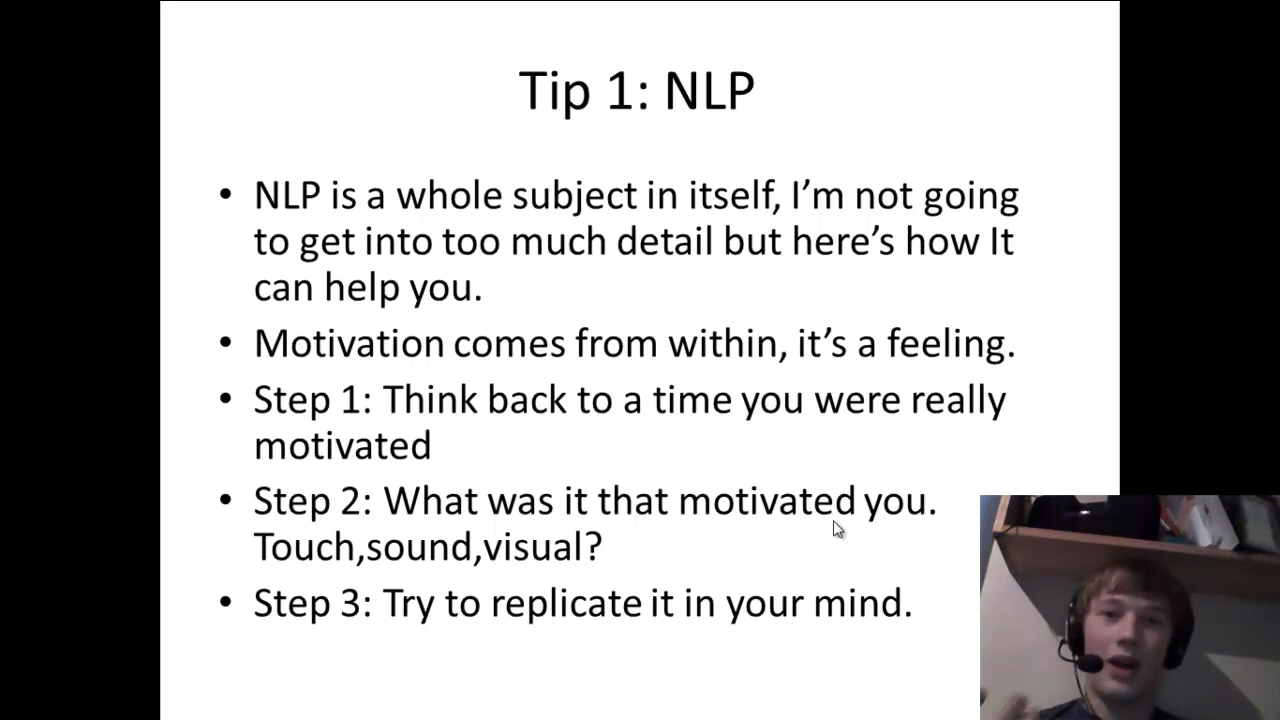 Tip 1: NLP
• NLP is a whole subject in itself, I'm not going
to get into too much detail but here's how It
can help you.
• Motivation comes from within, it's a feeling.
• Step 1: Think back to a time you were really
motivated
• Step 2: What was it that motivated you.
Touch,sound,visual?
• Step 3: Try to replicate it in your mind.